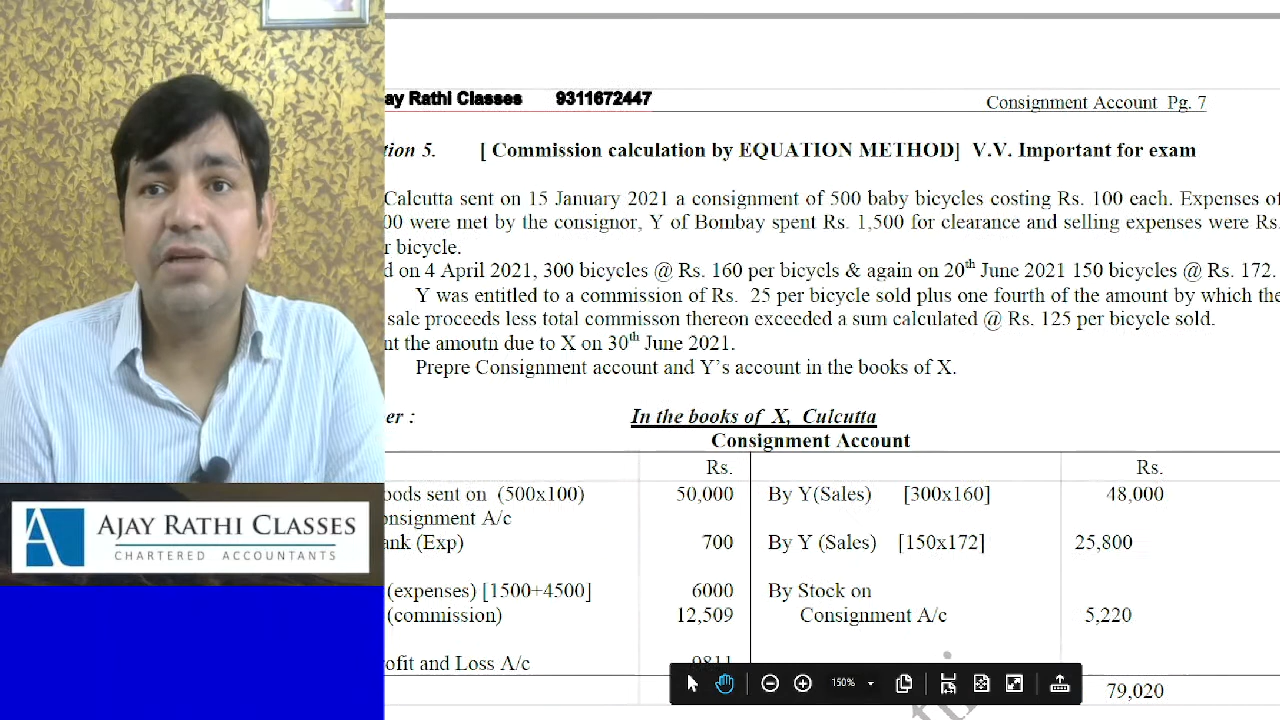 ay Rathi Classes 9311672447
Consignment Account Pg. 7
tion 5. [ Commission calculation by EQUATION METHOD] V.V. Important for exam
Calcutta sent on 15 January 2021 a consignment of 500 baby bicycles costing Rs. 100 each. Expenses of
00 were met by the consignor, Y of Bombay spent Rs. 1,500 for clearance and selling expenses were Rs.
r bicycle.
d on 4 April 2021, 300 bicycles @ Rs. 160 per bicycls & again on 20th June 2021 150 bicycles @ Rs. 172.
Y was entitled to a commission of Rs. 25 per bicycle sold plus one fourth of the amount by which the
sale proceeds less total commisson thereon exceeded a sum calculated @ Rs. 125 per bicycle sold.
nt the amoutn due to X on 30th June 2021.
Prepre Consignment account and Y's account in the books of X.
er : In the books of X, Culcutta
Consignment Account
Rs. Rs.
oods sent on (500x100) 50,000 By Y(Sales) [300x160] 48,000
onsignment A/c
ank (Exp) 700 By Y (Sales) [150x172] 25,800
(expenses) [1500+4500] 6000 By Stock on
(commission) 12,509 Consignment A/c 5,220
ofit and Loss A/c 9811
150%
79,020
AJAY RATHI CLASSES
CHARTERED ACCOUNTANTS